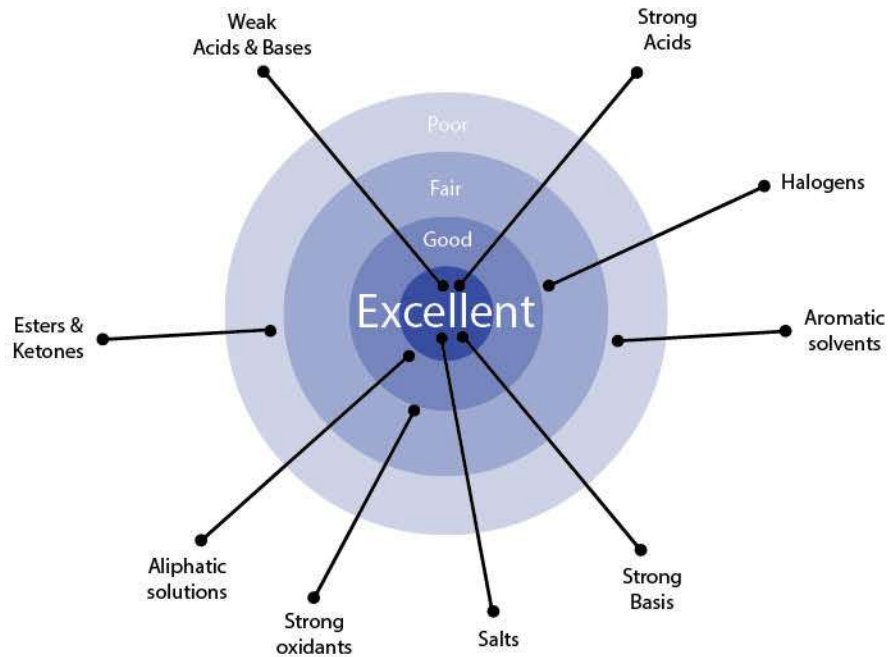 Weak
Acids & Bases
Strong
Acids
Poor
Halogens
Fair
Good
Excellent
Esters &
Ketones
Aromatic
solvents
Aliphatic
solutions
Strong
oxidants
Salts
Strong
Basis